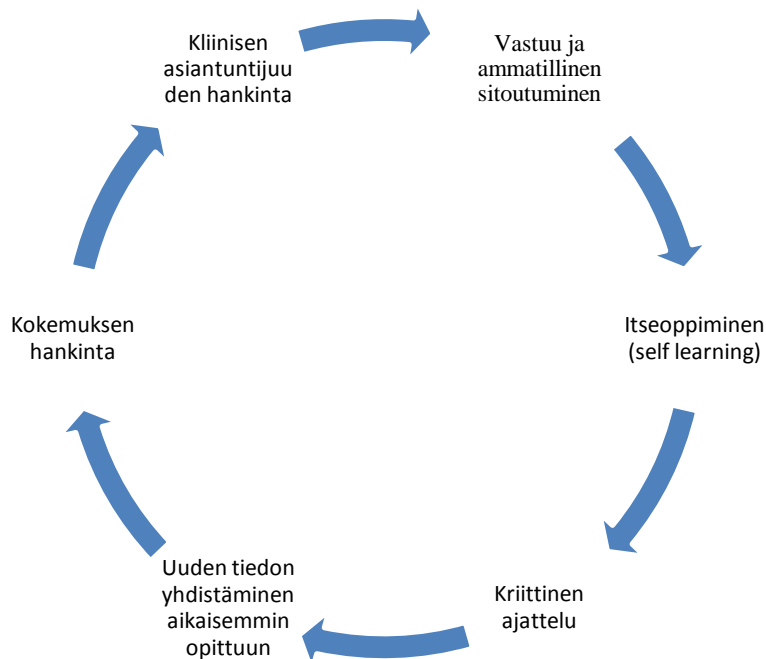 Kliinisen
asiantuntijuu
den hankinta
Vastuu ja
ammatillinen
sitoutuminen
Itseoppiminen
(self learning)
Kriittinen
ajattelu
Uuden tiedon
yhdistäminen
aikaisemmin
opittuun
Kokemuksen
hankinta